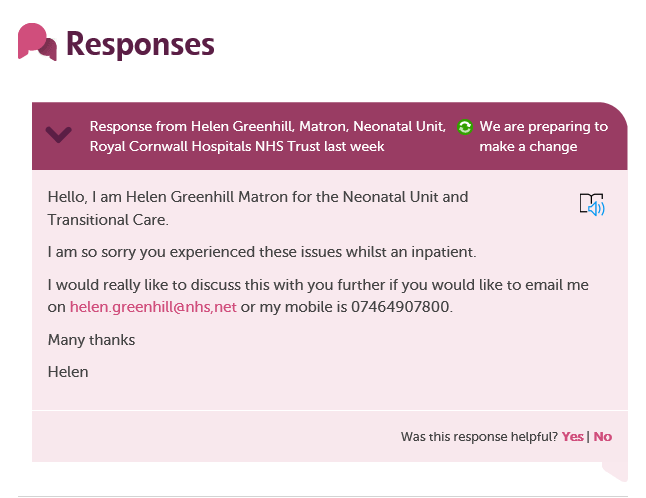 Responses
Response from Helen Greenhill, Matron, Neonatal Unit,
Royal Cornwall Hospitals NHS Trust last week
We are preparing to
make a change
Hello, I am Helen Greenhill Matron for the Neonatal Unit and
Transitional Care.
I am so sorry you experienced these issues whilst an inpatient.
I would really like to discuss this with you further if you would like to email me
on helen.greenhill@nhs,net or my mobile is 07464907800.
Many thanks
Helen
Was this response helpful? Yes | No